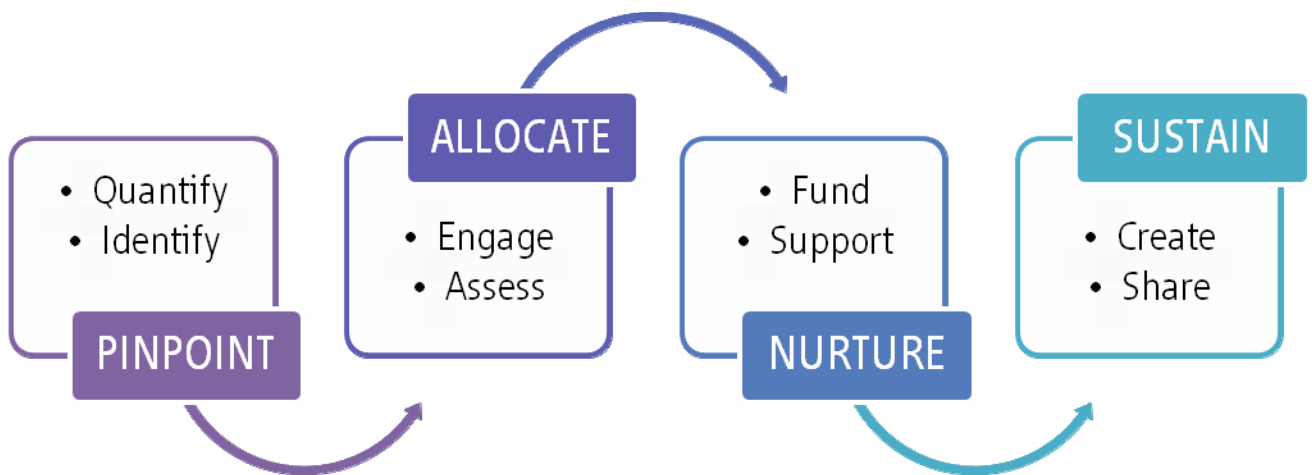 • Quantify
• Identify
PINPOINT
ALLOCATE
• Engage
• Assess
• Fund
• Support
NURTURE
SUSTAIN
• Create
• Share